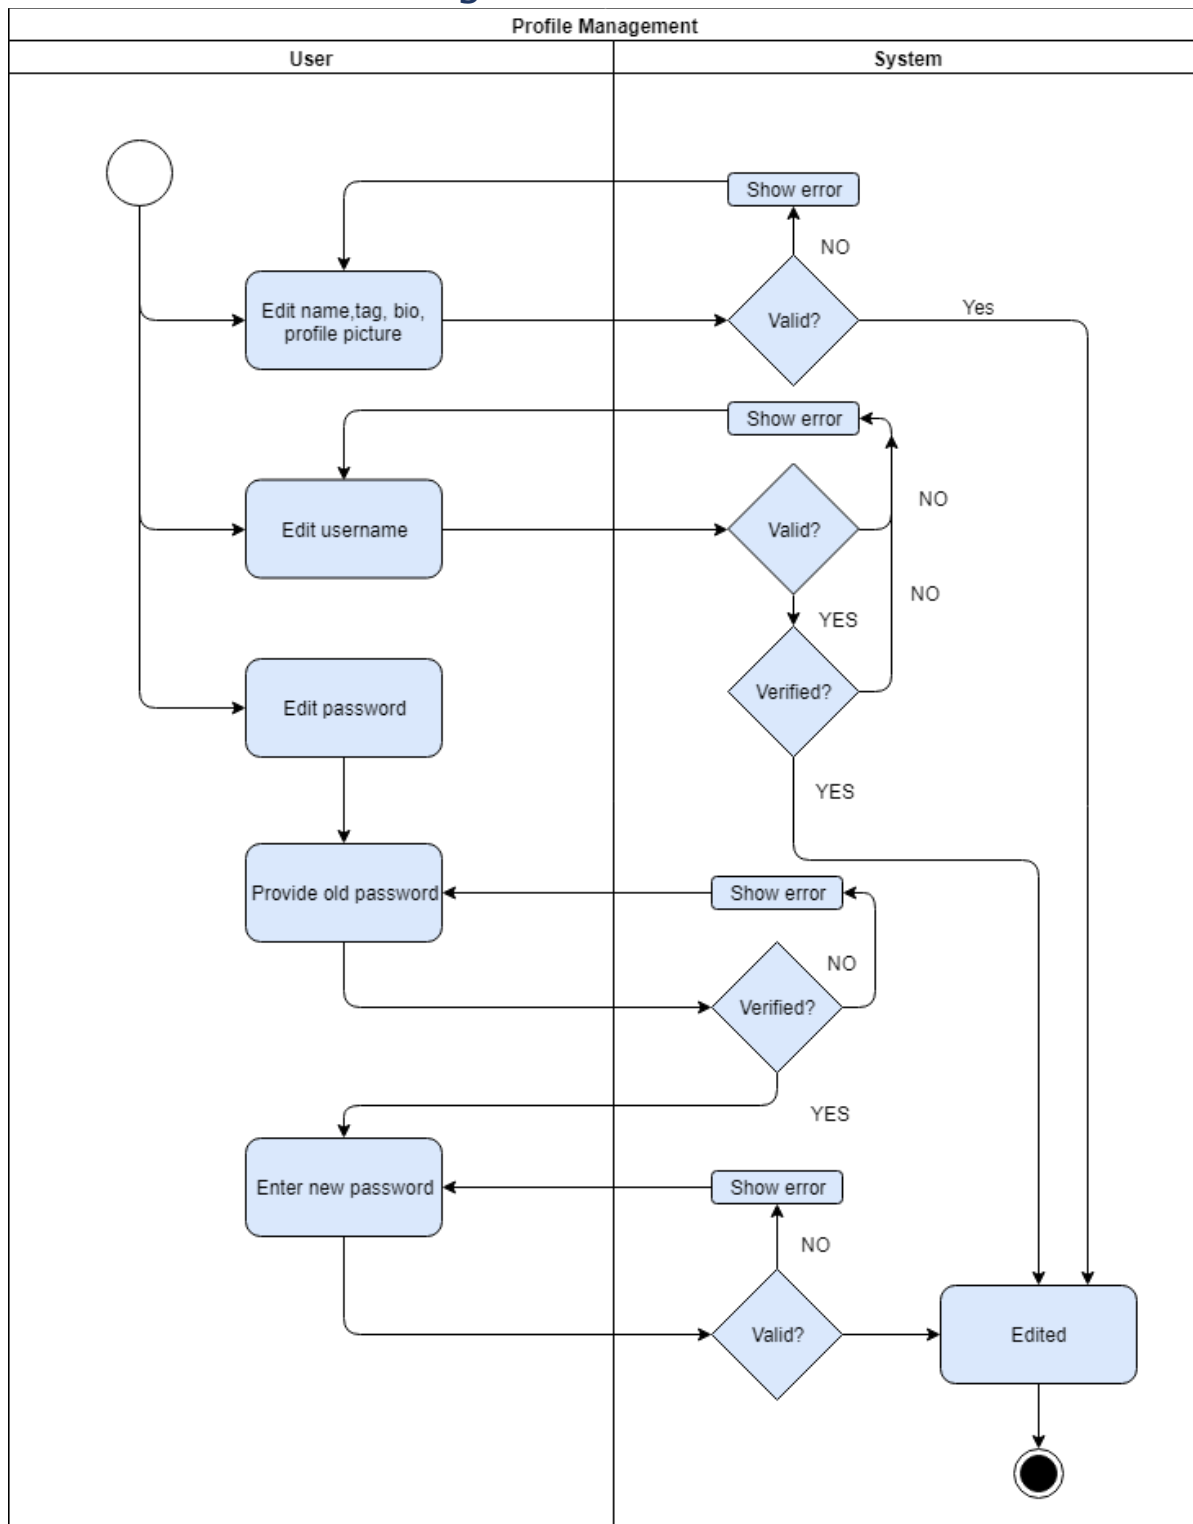 Profile Management
User
System
Show error
NO
Edit name,tag, bio,
profile picture
Valid?
Yes
Show error
NO
Edit username
Valid?
NO
YES
Verified?
Edit password
YES
Provide old password
Show error
NO
Verified?
YES
Enter new password
Show error
NO
Valid?
Edited